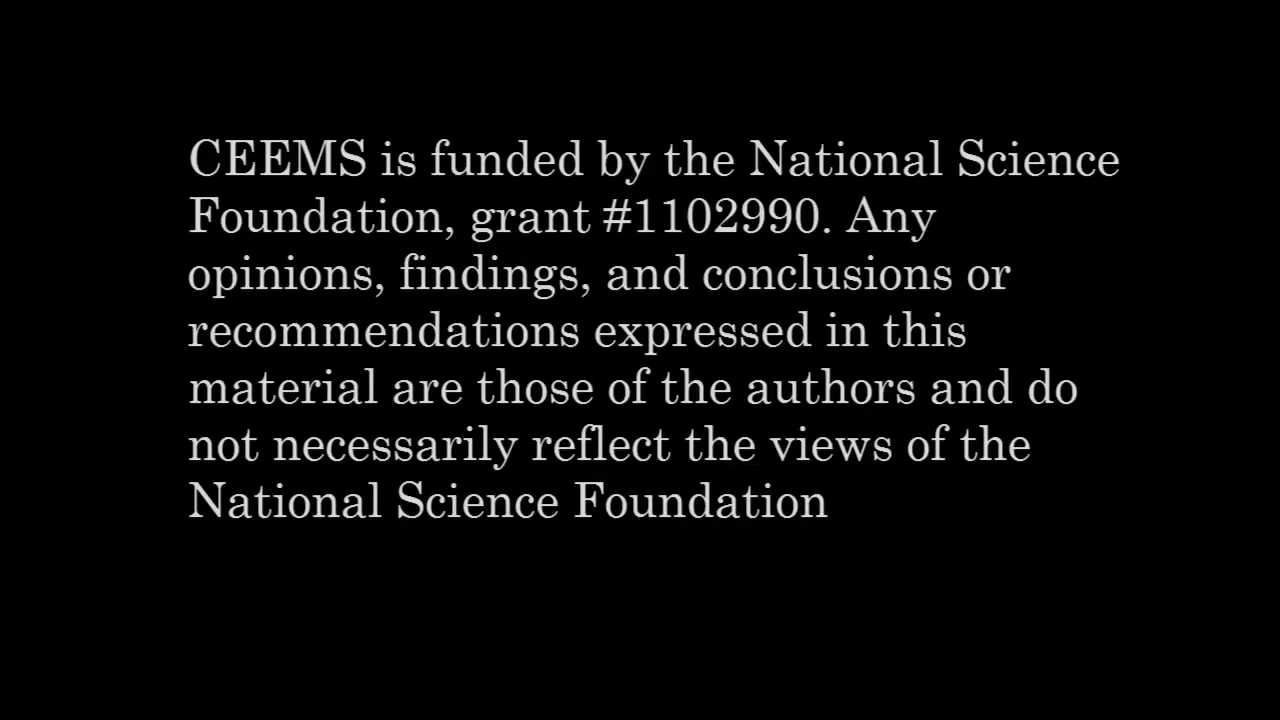 CEEMS is funded by the National Science
Foundation, grant #1102990. Any
opinions, findings, and conclusions or
recommendations expressed in this
material are those of the authors and do
not necessarily reflect the views of the
National Science Foundation